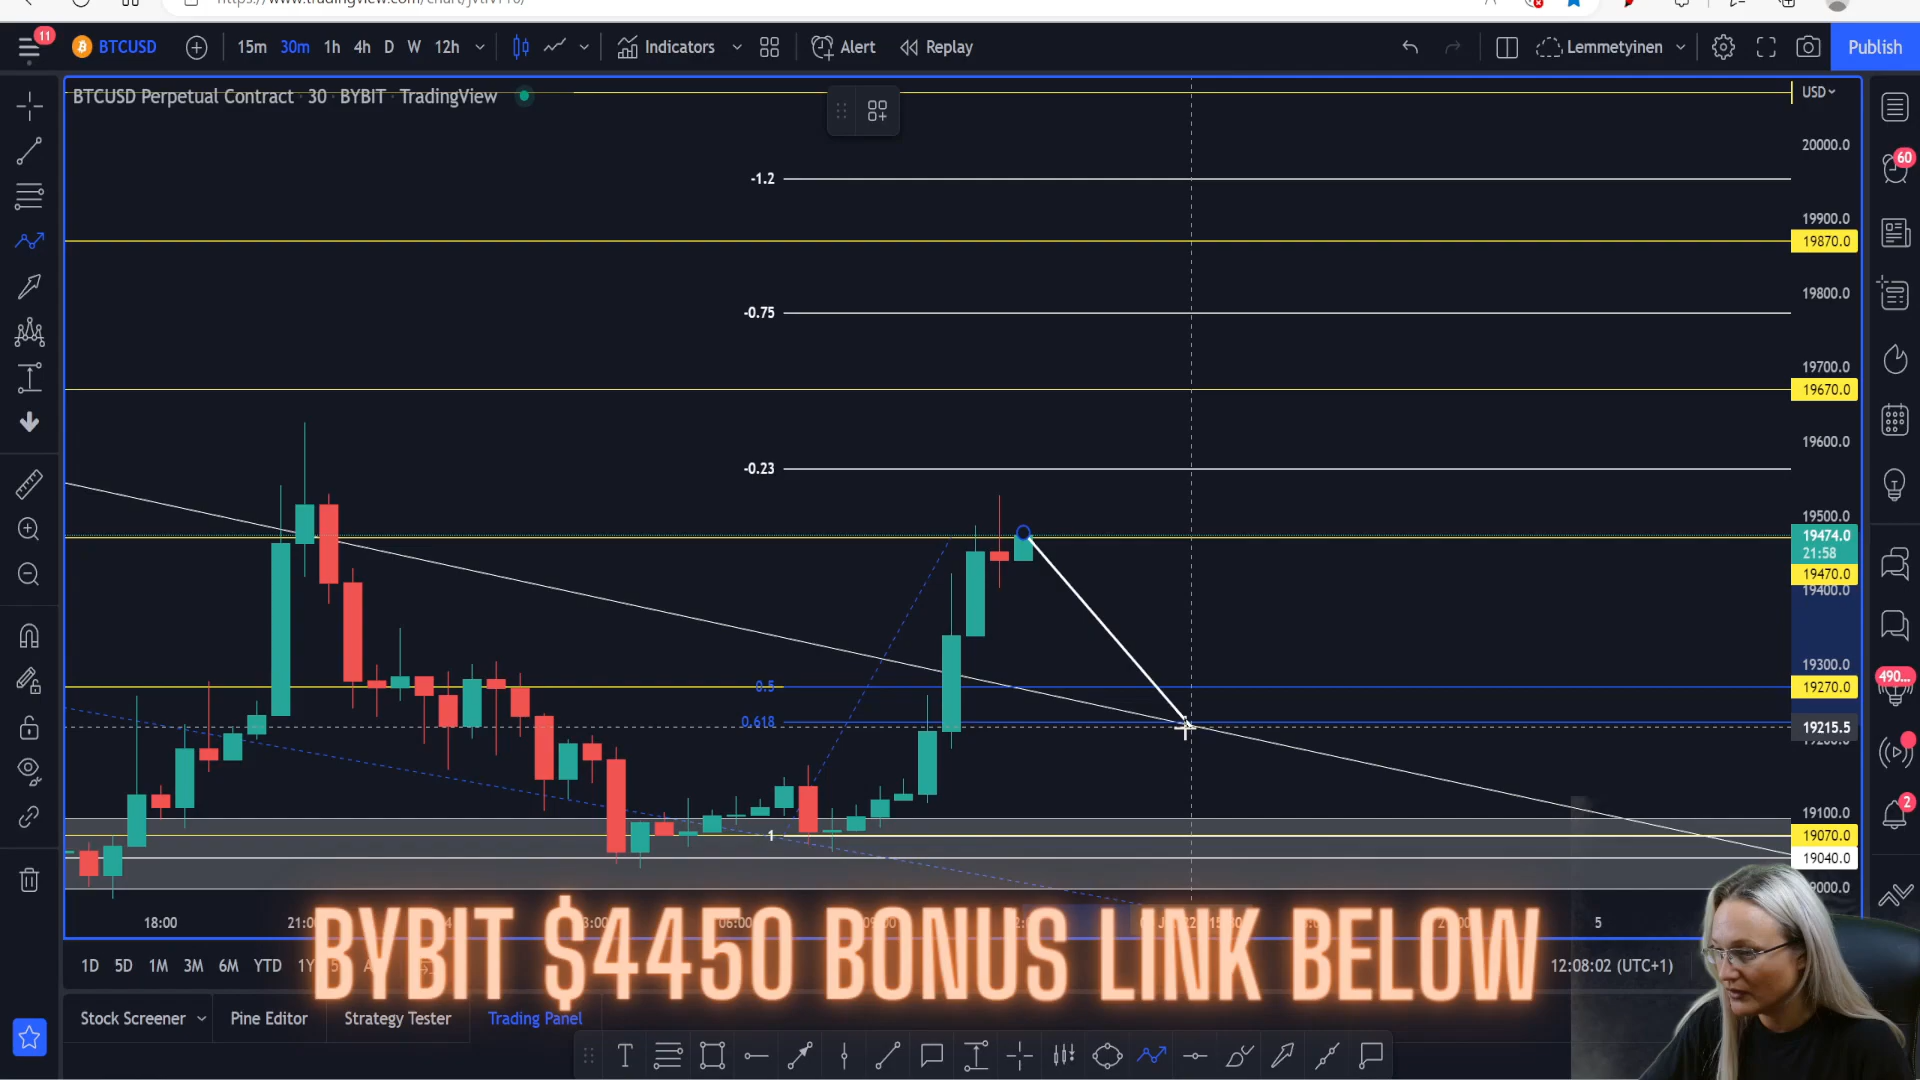 11
BTCUSD
15m 30m 1h 4h D W 12h
Indicators
Alert
Replay
Lemmetyinen
Publish
BTCUSD Perpetual Contract · 30 · BYBIT · TradingView
USD
20000.0
-1.2
60
19900.0
19870.0
19800.0
-0.75
19700.0
19670.0
19600.0
-0.23
19500.0
19474.0
21:58
19470.0
19400.0
19300.0
0.5
19270.0
490...
0.618
19215.5
2
19100.0
1
19070.0
19040.0
18:00
06:00
5
BYBIT $4450 BONUS LINK BELOW
1D 5D 1M 3M 6M YTD
12:08:02 (UTC+1)
Stock Screener
Pine Editor
Strategy Tester
Trading Panel